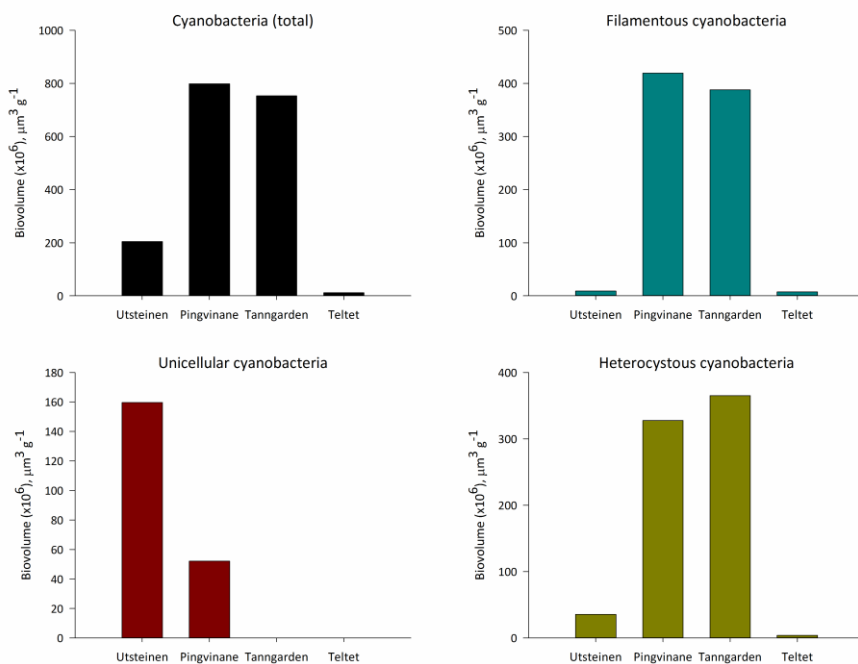 Cyanobacteria (total)
Biovolume (x10⁶), μm³ g⁻¹
1000
800
600
400
200
0
Utsteinen Pingvinane Tanngarden Teltet
Filamentous cyanobacteria
Biovolume (x10⁶), μm³ g⁻¹
500
400
300
200
100
0
Utsteinen Pingvinane Tanngarden Teltet
Unicellular cyanobacteria
Biovolume (x10⁶), μm³ g⁻¹
180
160
140
120
100
80
60
40
20
0
Utsteinen Pingvinane Tanngarden Teltet
Heterocystous cyanobacteria
Biovolume (x10⁶), μm³ g⁻¹
400
300
400
200
100
0
Utsteinen Pingvinane Tanngarden Teltet